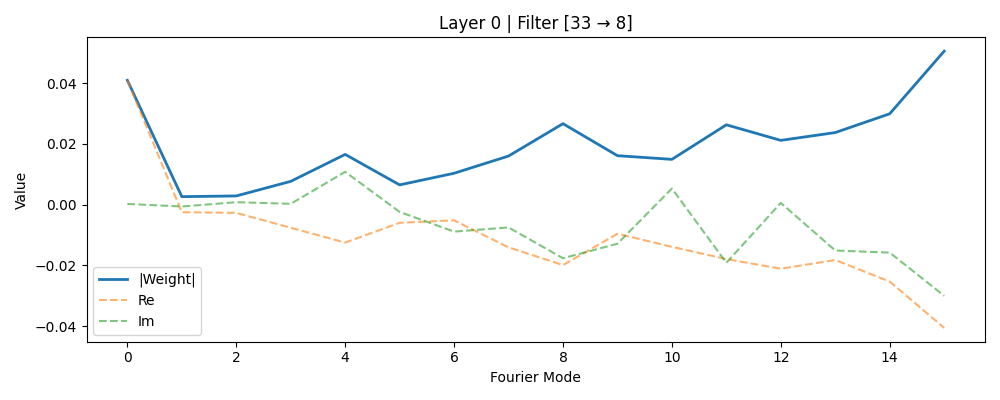 Layer 0 | Filter [33 → 8]
Value
0.04
0.02
0.00
−0.02
−0.04
|Weight|
Re
Im
0 2 4 6 8 10 12 14
Fourier Mode